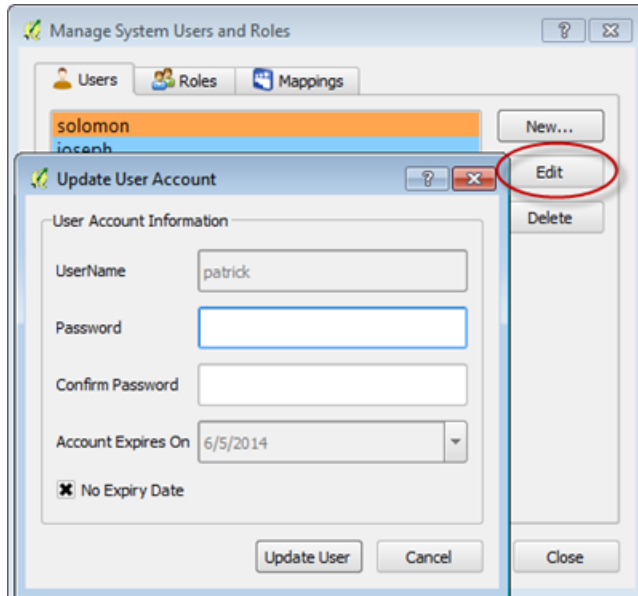 Manage System Users and Roles
Users Roles Mappings
solomon
New...
joseph
Edit
Update User Account
Delete
User Account Information
UserName patrick
Password
Confirm Password
Account Expires On 6/5/2014
No Expiry Date
Update User Cancel Close